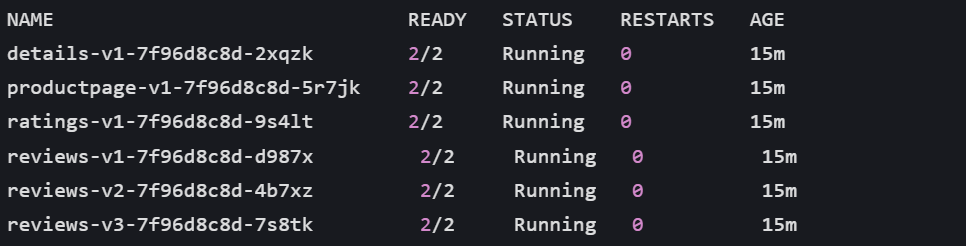 NAME                              READY   STATUS    RESTARTS   AGE
details-v1-7f96d8c8d-2xqzk        2/2     Running   0          15m
productpage-v1-7f96d8c8d-5r7jk    2/2     Running   0          15m
ratings-v1-7f96d8c8d-9s4lt        2/2     Running   0          15m
reviews-v1-7f96d8c8d-d987x         2/2     Running   0          15m
reviews-v2-7f96d8c8d-4b7xz         2/2     Running   0          15m
reviews-v3-7f96d8c8d-7s8tk         2/2     Running   0          15m